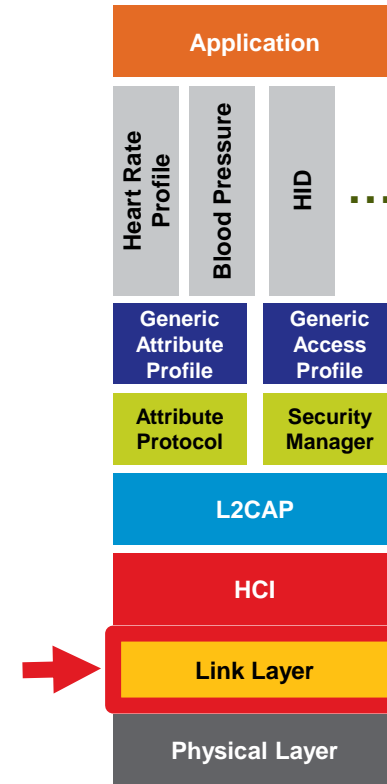 Application
Heart Rate
Profile
Blood Pressure
HID
...
Generic
Attribute
Profile
Generic
Access
Profile
Attribute
Protocol
Security
Manager
L2CAP
HCI
Link Layer
Physical Layer